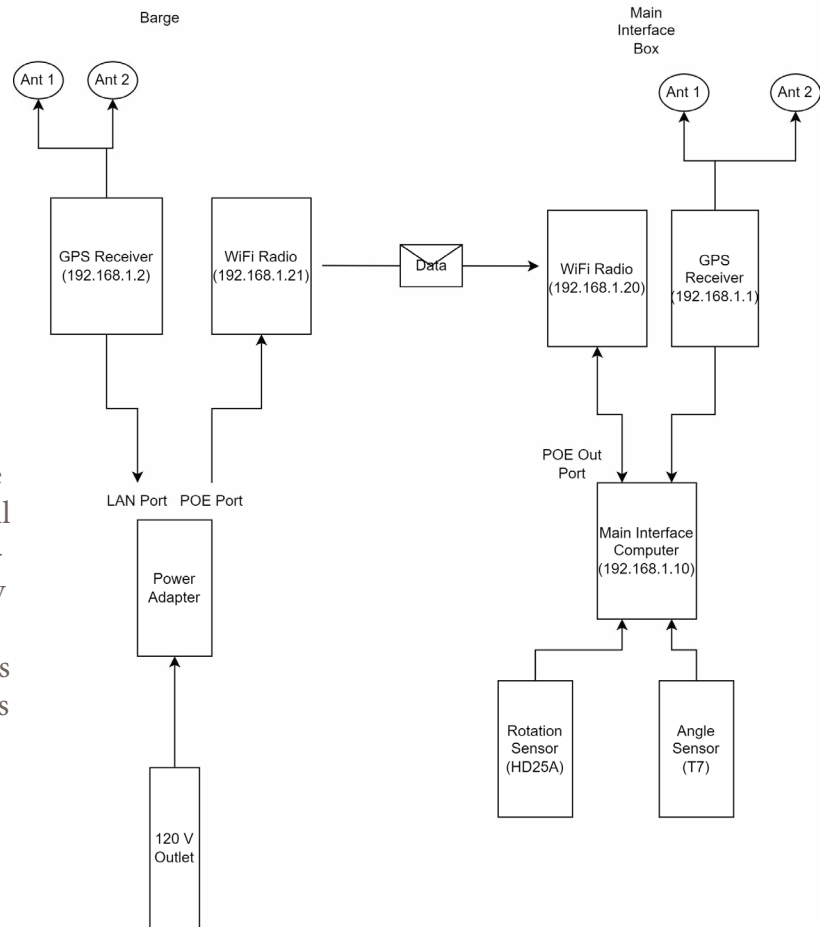 Barge
Main
Interface
Box
Ant 1
Ant 2
Ant 1
Ant 2
GPS Receiver
(192.168.1.2)
WiFi Radio
(192.168.1.21)
Data
WiFi Radio
(192.168.1.20)
GPS
Receiver
(192.168.1.1)
LAN Port
POE Port
POE Out
Port
Power
Adapter
Main Interface
Computer
(192.168.1.10)
Rotation
Sensor
(HD25A)
Angle
Sensor
(T7)
120 V
Outlet